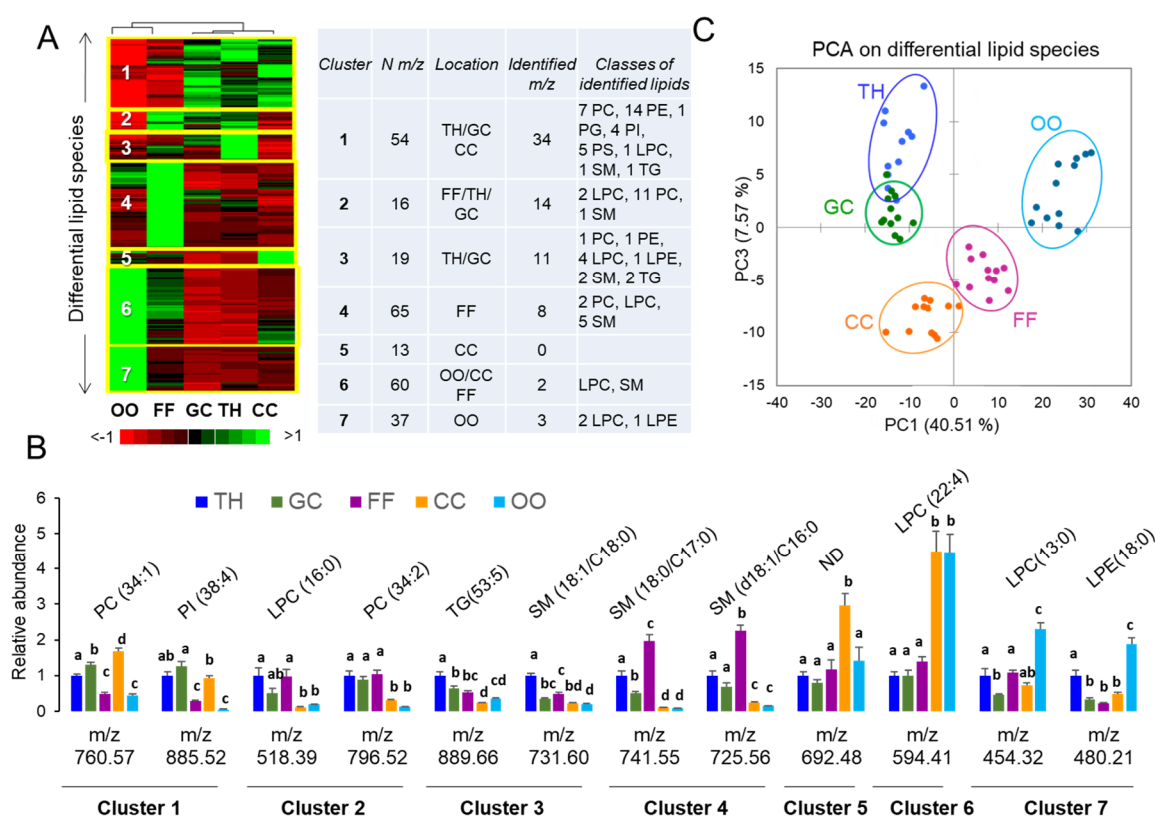 A
Differential lipid species
1
2
3
4
5
6
7
OO FF GC TH CC
<-1 >1
Cluster N m/z Location Identified m/z Classes of identified lipids
1 54 TH/GC CC 34 7 PC, 14 PE, 1 PG, 4 PI, 5 PS, 1 LPC, 1 SM, 1 TG
2 16 FF/TH/ GC 14 2 LPC, 11 PC, 1 SM
3 19 TH/GC 11 1 PC, 1 PE, 4 LPC, 1 LPE, 2 SM, 2 TG
4 65 FF 8 2 PC, LPC, 5 SM
5 13 CC 0
6 60 OO/CC FF 2 LPC, SM
7 37 OO 3 2 LPC, 1 LPE
C
PCA on differential lipid species
PC3 (7.57 %)
15
10
5
0
-5
-10
-15
TH
OO
GC
FF
CC
-40 -30 -20 -10 0 10 20 30 40
PC1 (40.51 %)
B
Relative abundance
6
5
4
3
2
1
0
TH GC FF CC OO
PC (34:1)
PI (38:4)
LPC (16:0)
PC (34:2)
TG(53:5)
SM (18:1/C18:0)
SM (18:0/C17:0)
SM (d18:1/C16:0
ND
LPC (22:4)
LPC(13:0)
LPE(18:0)
a b c d c
ab a c b c
a ab a b b
a a a b b
a bc bc d cd
a bc c bd d
a b c d d
a a b c c
a a a b a
a a a b b
a b a ab c
a b b b c
m/z m/z m/z m/z m/z m/z m/z m/z m/z m/z m/z m/z
760.57 885.52 518.39 796.52 889.66 731.60 741.55 725.56 692.48 594.41 454.32 480.21
Cluster 1 Cluster 2 Cluster 3 Cluster 4 Cluster 5 Cluster 6 Cluster 7